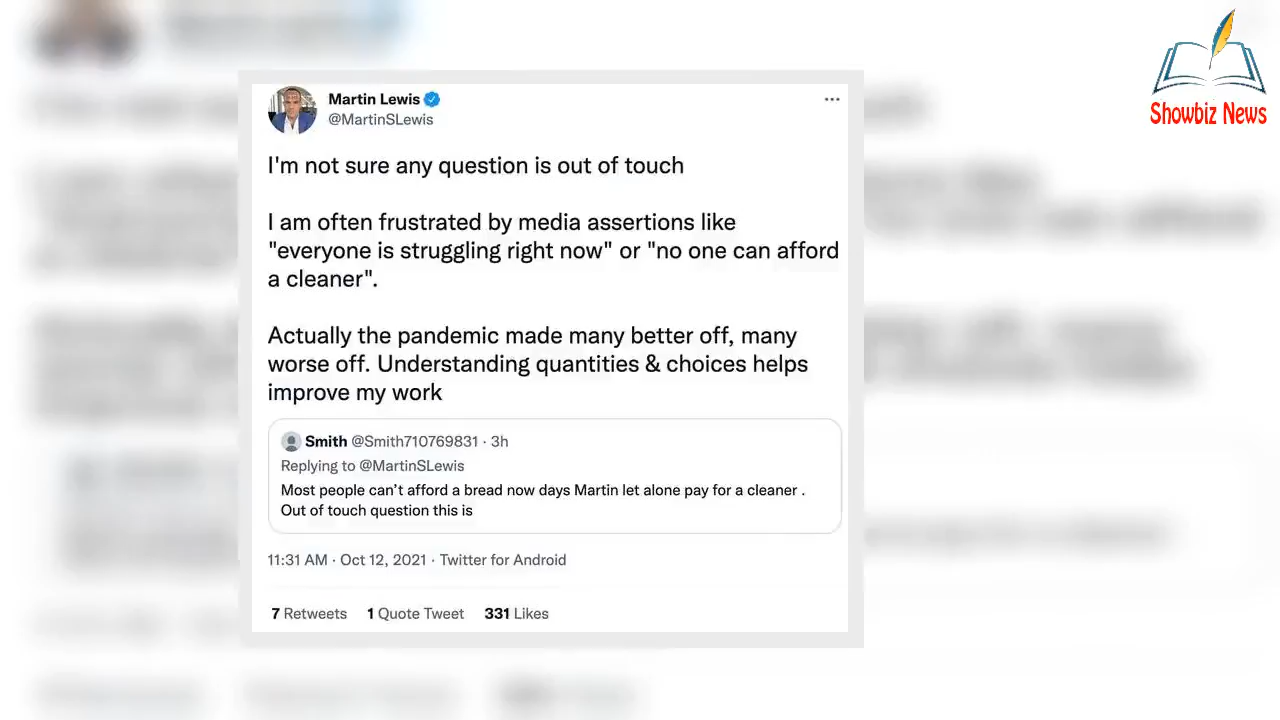 Showbiz News
Martin Lewis
@MartinSLewis
I'm not sure any question is out of touch
I am often frustrated by media assertions like
"everyone is struggling right now" or "no one can afford
a cleaner".
Actually the pandemic made many better off, many
worse off. Understanding quantities & choices helps
improve my work
Smith @Smith710769831 · 3h
Replying to @MartinSLewis
Most people can’t afford a bread now days Martin let alone pay for a cleaner .
Out of touch question this is
11:31 AM · Oct 12, 2021 · Twitter for Android
7 Retweets 1 Quote Tweet 331 Likes